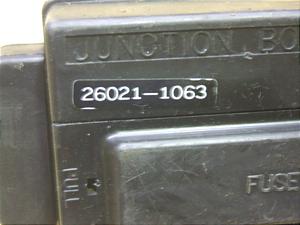 JUNCTION BO
26021-1063
PULL
FUSE